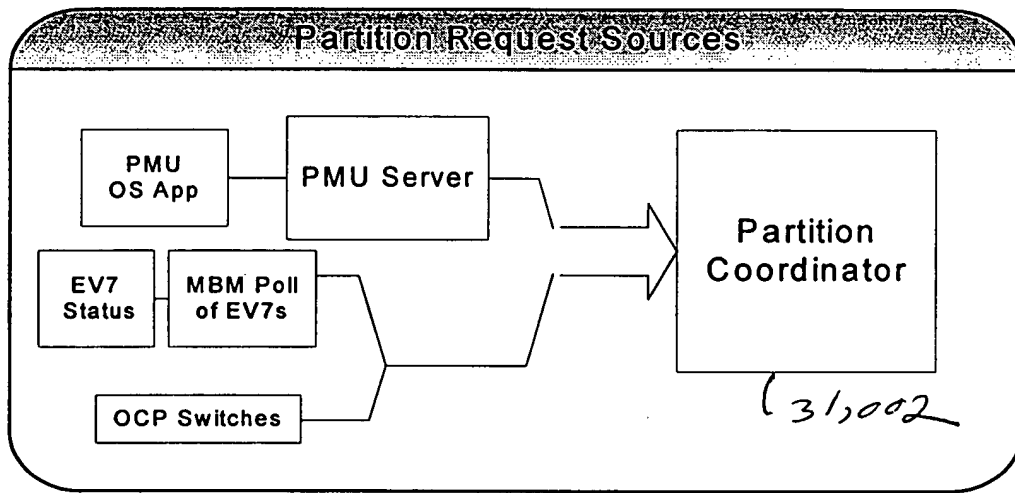 Partition Request Sources
PMU
OS App
PMU Server
EV7
Status
MBM Poll
of EV7s
OCP Switches
Partition
Coordinator
31,002